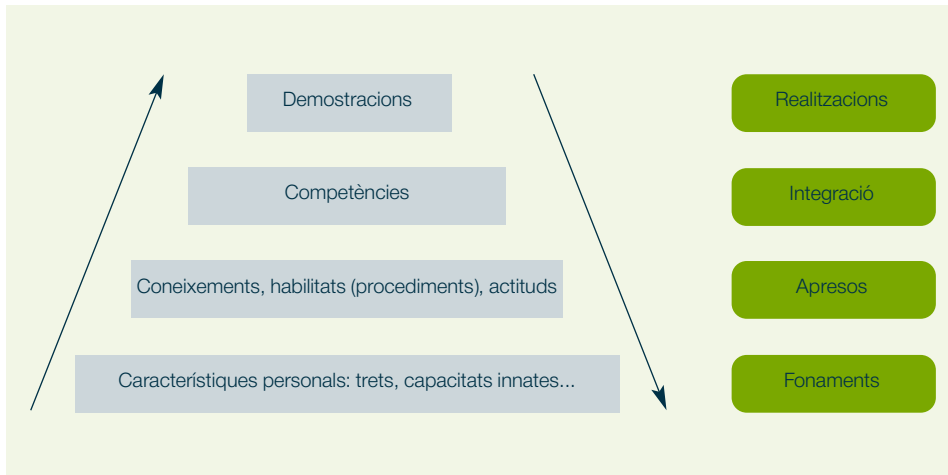 Demostracions
Realitzacions
Competències
Integració
Coneixements, habilitats (procediments), actituds
Apresos
Característiques personals: trets, capacitats innates...
Fonaments